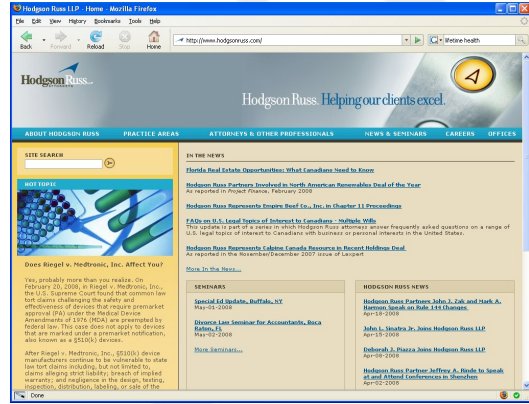 Hodgson Russ LLP - Home - Mozilla Firefox
File Edit View History Bookmarks Tools Help
Back Forward Reload Stop Home
http://www.hodgsonruss.com/
lifetime health
Hodgson Russ LLP
ATTORNEYS
Hodgson Russ. Helping our clients excel.
ABOUT HODGSON RUSS PRACTICE AREAS ATTORNEYS & OTHER PROFESSIONALS NEWS & SEMINARS CAREERS OFFICES
SITE SEARCH
HOT TOPIC
Does Riegel v. Medtronic, Inc. Affect You?
Yes, probably more than you realize. On
February 20, 2008, in Riegel v. Medtronic, Inc.,
the U.S. Supreme Court found that common law
tort claims challenging the safety and
effectiveness of devices that require premarket
approval (PA) under the Medical Device
Amendments of 1976 (MDA) are preempted by
federal law. This case does not apply to devices
that are marked under a premarket notification,
also known as a §510(k) devices.
After Riegel v. Medtronic, Inc., §510(k) device
manufacturers continue to be vulnerable to state
law tort claims including, but not limited to,
claims alleging strict liability; breach of implied
warranty; and negligence in the design, testing,
inspection, distribution, labeling, or sale of the
IN THE NEWS
Florida Real Estate Opportunities: What Canadians Need to Know
Hodgson Russ Partners Involved in North American Renewables Deal of the Year
As reported in Project Finance, February 2008
Hodgson Russ Represents Empire Beef Co., Inc. in Chapter 11 Proceedings
FAQs on U.S. Legal Topics of Interest to Canadians - Multiple Wills
This update is part of a series in which Hodgson Russ attorneys answer frequently asked questions on a range of
U.S. legal topics of interest to Canadians with business or personal interests in the United States.
Hodgson Russ Represents Calpine Canada Resource in Recent Holdings Deal
As reported in the November/December 2007 issue of Lexpert
More In the News...
SEMINARS
Special Ed Update, Buffalo, NY
May-01-2008
Divorce Law Seminar for Accountants, Boca
Raton, FL
May-02-2008
More Seminars...
HODGSON RUSS NEWS
Hodgson Russ Partners John J. Zak and Mark A.
Harmon Speak on Rule 144 Changes
Apr-18-2008
John L. Sinatra Jr. Joins Hodgson Russ LLP
Apr-15-2008
Deborah J. Piazza Joins Hodgson Russ LLP
Apr-09-2008
Hodgson Russ Partner Jeffrey A. Rinde to Speak
at and Attend Conferences in Shenzhen
Apr-02-2008
Done